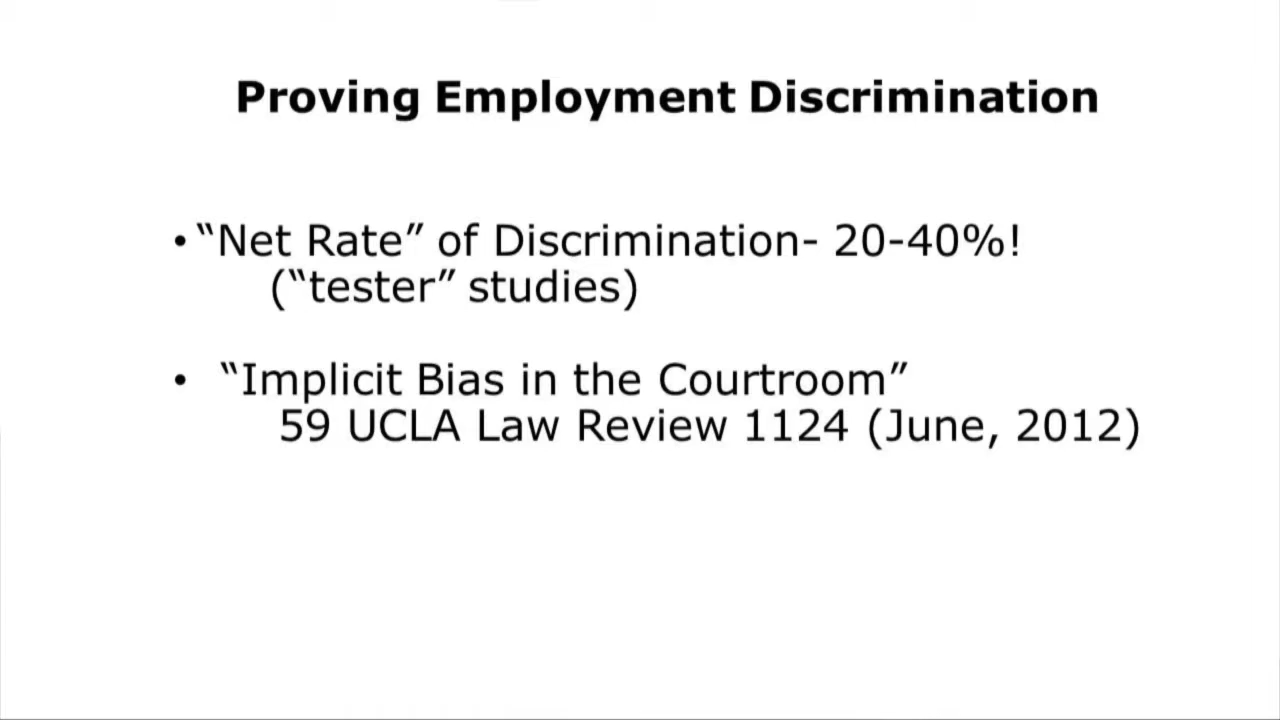 Proving Employment Discrimination
•“Net Rate” of Discrimination- 20-40%!
(“tester” studies)
• “Implicit Bias in the Courtroom”
59 UCLA Law Review 1124 (June, 2012)